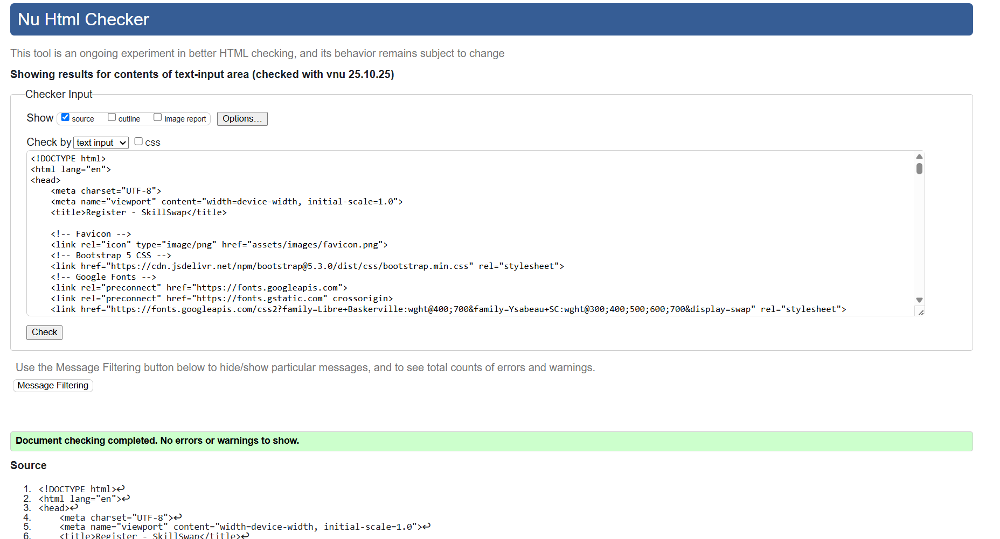 Nu Html Checker
This tool is an ongoing experiment in better HTML checking, and its behavior remains subject to change
Showing results for contents of text-input area (checked with vnu 25.10.25)
Checker Input
Show source outline image report Options...
Check by text input CSS
<!DOCTYPE html>
<html lang="en">
<head>
    <meta charset="UTF-8">
    <meta name="viewport" content="width=device-width, initial-scale=1.0">
    <title>Register - SkillSwap</title>
    <!-- Favicon -->
    <link rel="icon" type="image/png" href="assets/images/favicon.png">
    <!-- Bootstrap 5 CSS -->
    <link href="https://cdn.jsdelivr.net/npm/bootstrap@5.3.0/dist/css/bootstrap.min.css" rel="stylesheet">
    <!-- Google Fonts -->
    <link rel="preconnect" href="https://fonts.googleapis.com">
    <link rel="preconnect" href="https://fonts.gstatic.com" crossorigin>
    <link href="https://fonts.googleapis.com/css2?family=Libre+Baskerville:wght@400;700&family=Ysabeau+SC:wght@300;400;500;600;700&display=swap" rel="stylesheet">
Check
Use the Message Filtering button below to hide/show particular messages, and to see total counts of errors and warnings.
Message Filtering
Document checking completed. No errors or warnings to show.
Source
1. <!DOCTYPE html>↩
2. <html lang="en">↩
3. <head>↩
4.     <meta charset="UTF-8">↩
5.     <meta name="viewport" content="width=device-width, initial-scale=1.0">↩
6.     <title>Register - SkillSwap</title>↩